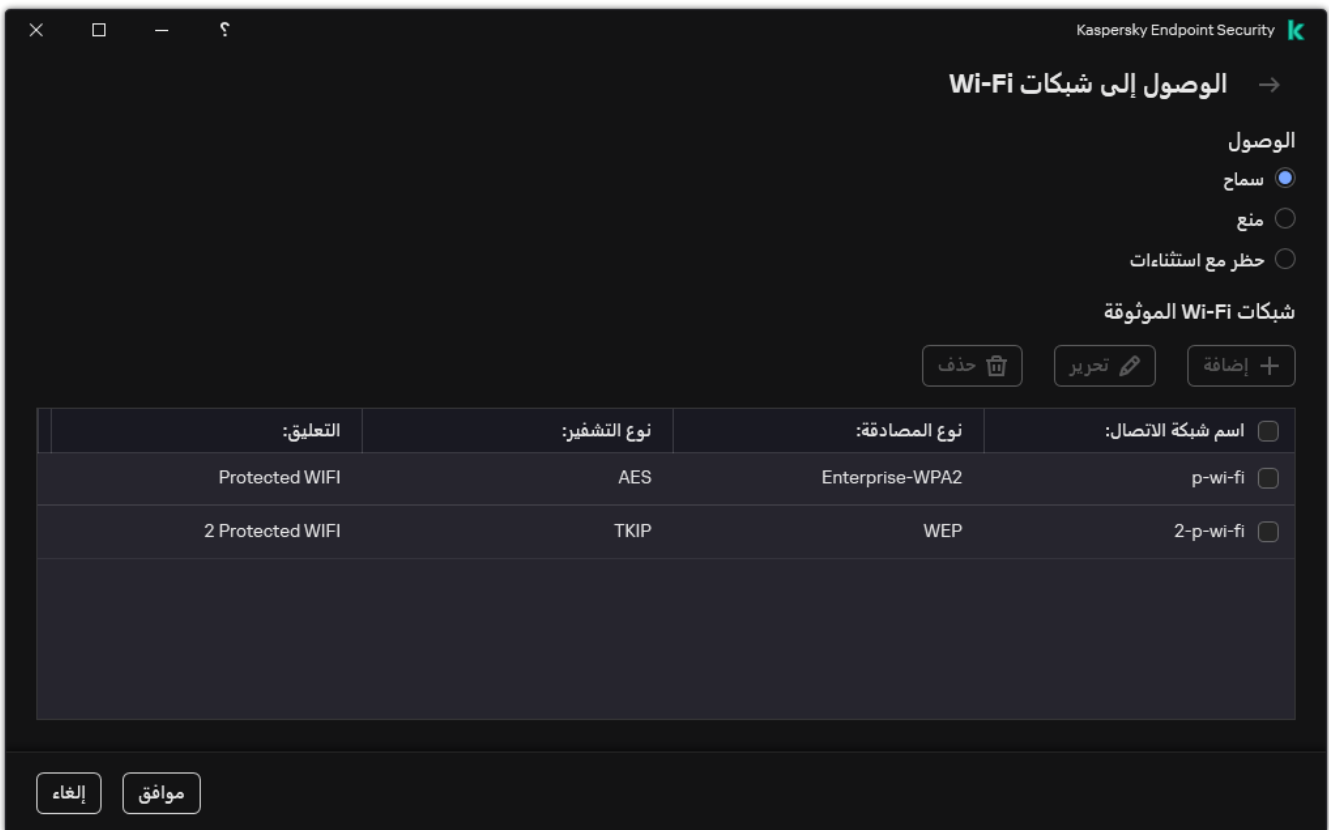 Kaspersky Endpoint Security ؟
الوصول إلى شبكات Wi-Fi
الوصول
سماح
منع
حظر مع استثناءات
شبكات Wi-Fi الموثوقة
إضافة تحرير حذف
اسم شبكة الاتصال: نوع المصادقة: نوع التشفير: التعليق:
p-wi-fi Enterprise-WPA2 AES Protected WIFI
2-p-wi-fi WEP TKIP 2 Protected WIFI
موافق إلغاء